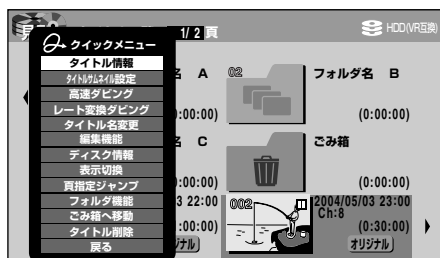 見
1/ 2 頁
HDD(VR互換)
クイックメニュー
タイトル情報
タイトルサムネイル設定
高速ダビング
レート変換ダビング
タイトル名変更
編集機能
ディスク情報
表示切換
頁指定ジャンプ
フォルダ機能
ごみ箱へ移動
タイトル削除
戻る
名 A
02
フォルダ名 B
:00:00)
(0:00:00)
名 C
ごみ箱
:00:00)
(0:00:00)
3 22:00
002
2004/05/03 23:00
Ch:8
:00:00)
(0:30:00)
ジナル
オリジナル